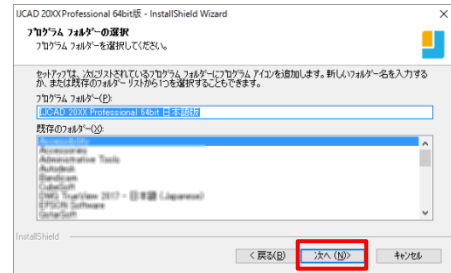 IJCAD 20XX Professional 64bit版 - InstallShield Wizard
プログラム フォルダーの選択
プログラム フォルダーを選択してください。
セットアップは、次にリストされているプログラム フォルダーにプログラム アイコンを追加します。新しいフォルダー名を入力する
か、または既存のフォルダー リストから1つを選択することもできます。
プログラム フォルダー(P):
IJCAD 20XX Professional 64bit 日本語版
既存のフォルダー(X):
Accessibility
Accessories
Administrative Tools
Autodesk
Bandicam
CubeSoft
DWG TrueView 2017 - 日本語 (Japanese)
EPSON Software
GstarSoft
InstallShield
< 戻る(B)
次へ (N)>
キャンセル